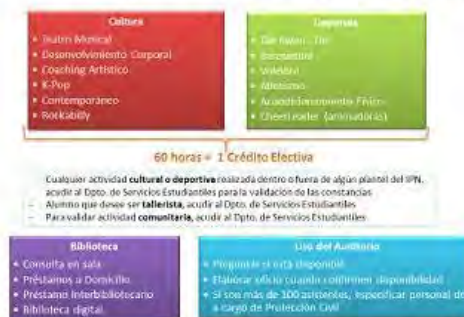 Cultura
• Teatro Musical
• Desenvolvimiento Corporal
• Coaching Artístico
• K-Pop
• Contemporáneo
• Rockabilly
Deportes
• Tae Kwon Do
• Voleibol
• Atletismo
• Acondicionamiento Físico
• Cheerleader (animadoras)
60 horas = 1 Crédito Electiva
Cualquier actividad cultural o deportiva realizada dentro o fuera de algún plantel del IPN, acudir al Dpto. de Servicios Estudiantiles para la validación de las constancias
- Alumno que desee ser tallerista, acudir al Dpto. de Servicios Estudiantiles
- Para validar actividad comunitaria, acudir al Dpto. de Servicios Estudiantiles
Biblioteca
• Consulta en sala
• Préstamos a Domicilio
• Préstamo Interbibliotecario
• Biblioteca digital
Uso del Auditorio
• Preguntar si está disponible
• Elaborar oficio cuando confirmen disponibilidad
• Si son más de 100 asistentes, especificar personal de
a cargo de Protección Civil